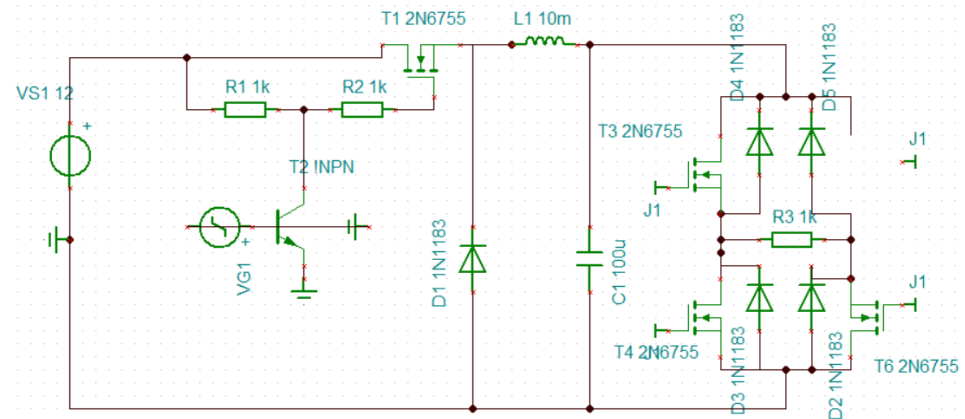 T1 2N6755
L1 10m
D4 1N1183
D5 1N1183
VS1 12
+
R1 1k
R2 1k
T3 2N6755
J1
T2 !NPN
J1
R3 1k
+
VG1
D1 1N1183
C1 100u
J1
T4 2N6755
J1
D3 1N1183
D2 1N1183
T6 2N6755